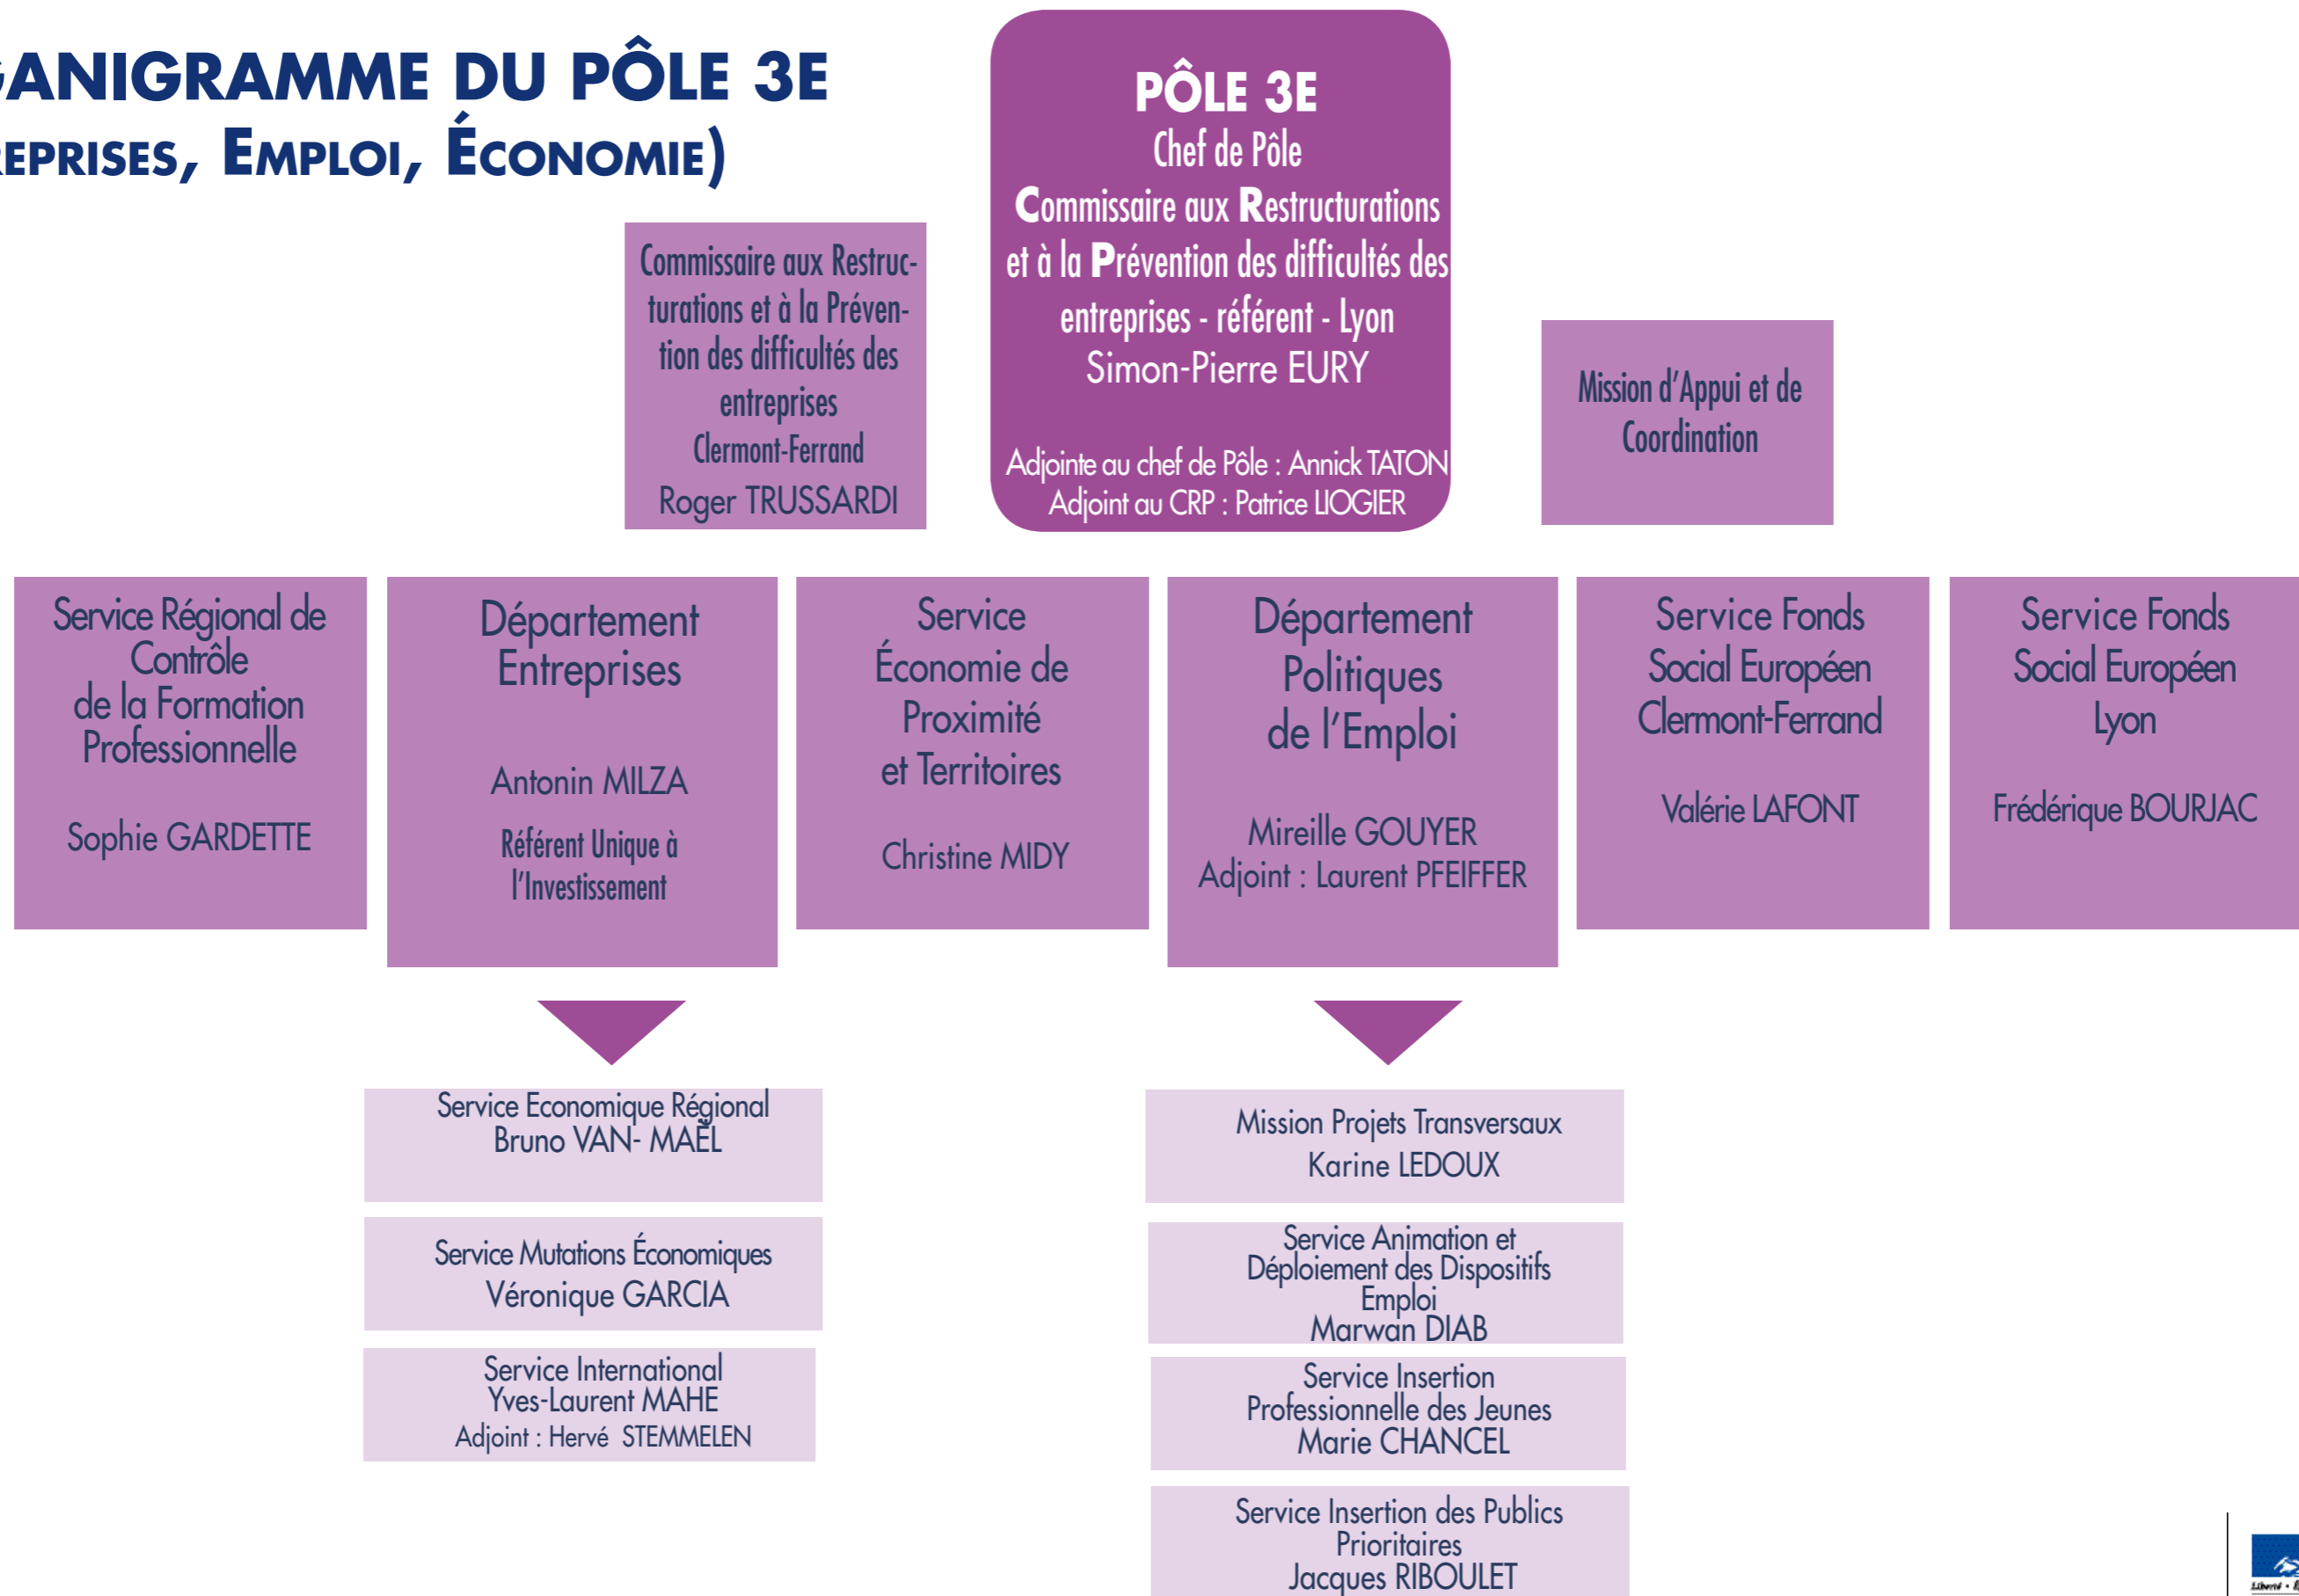 GANIGRAMME DU PÔLE 3E
REPRISES, EMPLOI, ÉCONOMIE)
PÔLE 3E
Chef de Pôle
Commissaire aux Restructurations
et à la Prévention des difficultés des
entreprises - référent - Lyon
Simon-Pierre EURY
Adjointe au chef de Pôle : Annick TATON
Adjoint au CRP : Patrice LIOGIER
Commissaire aux Restruc-
turations et à la Préven-
tion des difficultés des
entreprises
Clermont-Ferrand
Roger TRUSSARDI
Mission d'Appui et de
Coordination
Service Régional de
Contrôle
de la Formation
Professionnelle
Sophie GARDETTE
Département
Entreprises
Antonin MILZA
Référent Unique à
l'Investissement
Service
Économie de
Proximité
et Territoires
Christine MIDY
Département
Politiques
de l'Emploi
Mireille GOUYER
Adjoint : Laurent PFEIFFER
Service Fonds
Social Européen
Clermont-Ferrand
Valérie LAFONT
Service Fonds
Social Européen
Lyon
Frédérique BOURJAC
Service Economique Régional
Bruno VAN- MAËL
Service Mutations Économiques
Véronique GARCIA
Service International
Yves-Laurent MAHE
Adjoint : Hervé STEMMELEN
Mission Projets Transversaux
Karine LEDOUX
Service Animation et
Déploiement des Dispositifs
Emploi
Marwan DIAB
Service Insertion
Professionnelle des Jeunes
Marie CHANCEL
Service Insertion des Publics
Prioritaires
Jacques RIBOULET
Liberté •